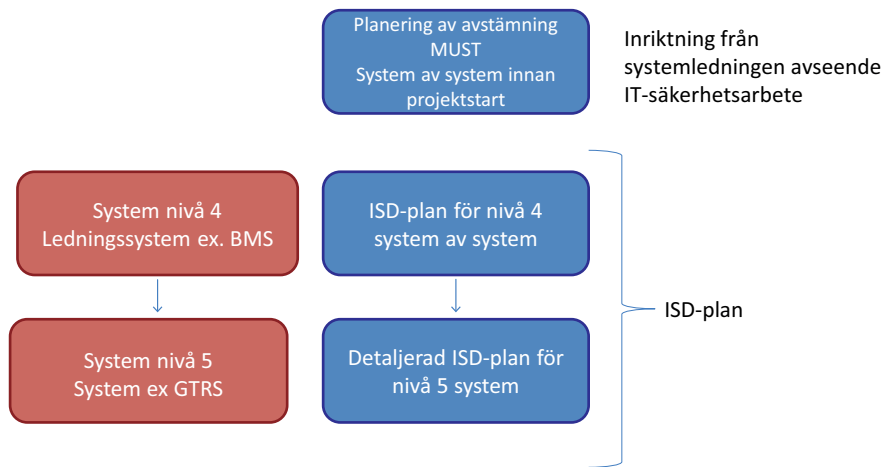 Planering av avstämning
MUST
System av system innan
projektstart
Inriktning från
systemledningen avseende
IT-säkerhetsarbete
System nivå 4
Ledningssystem ex. BMS
ISD-plan för nivå 4
system av system
ISD-plan
System nivå 5
System ex GTRS
Detaljerad ISD-plan för
nivå 5 system